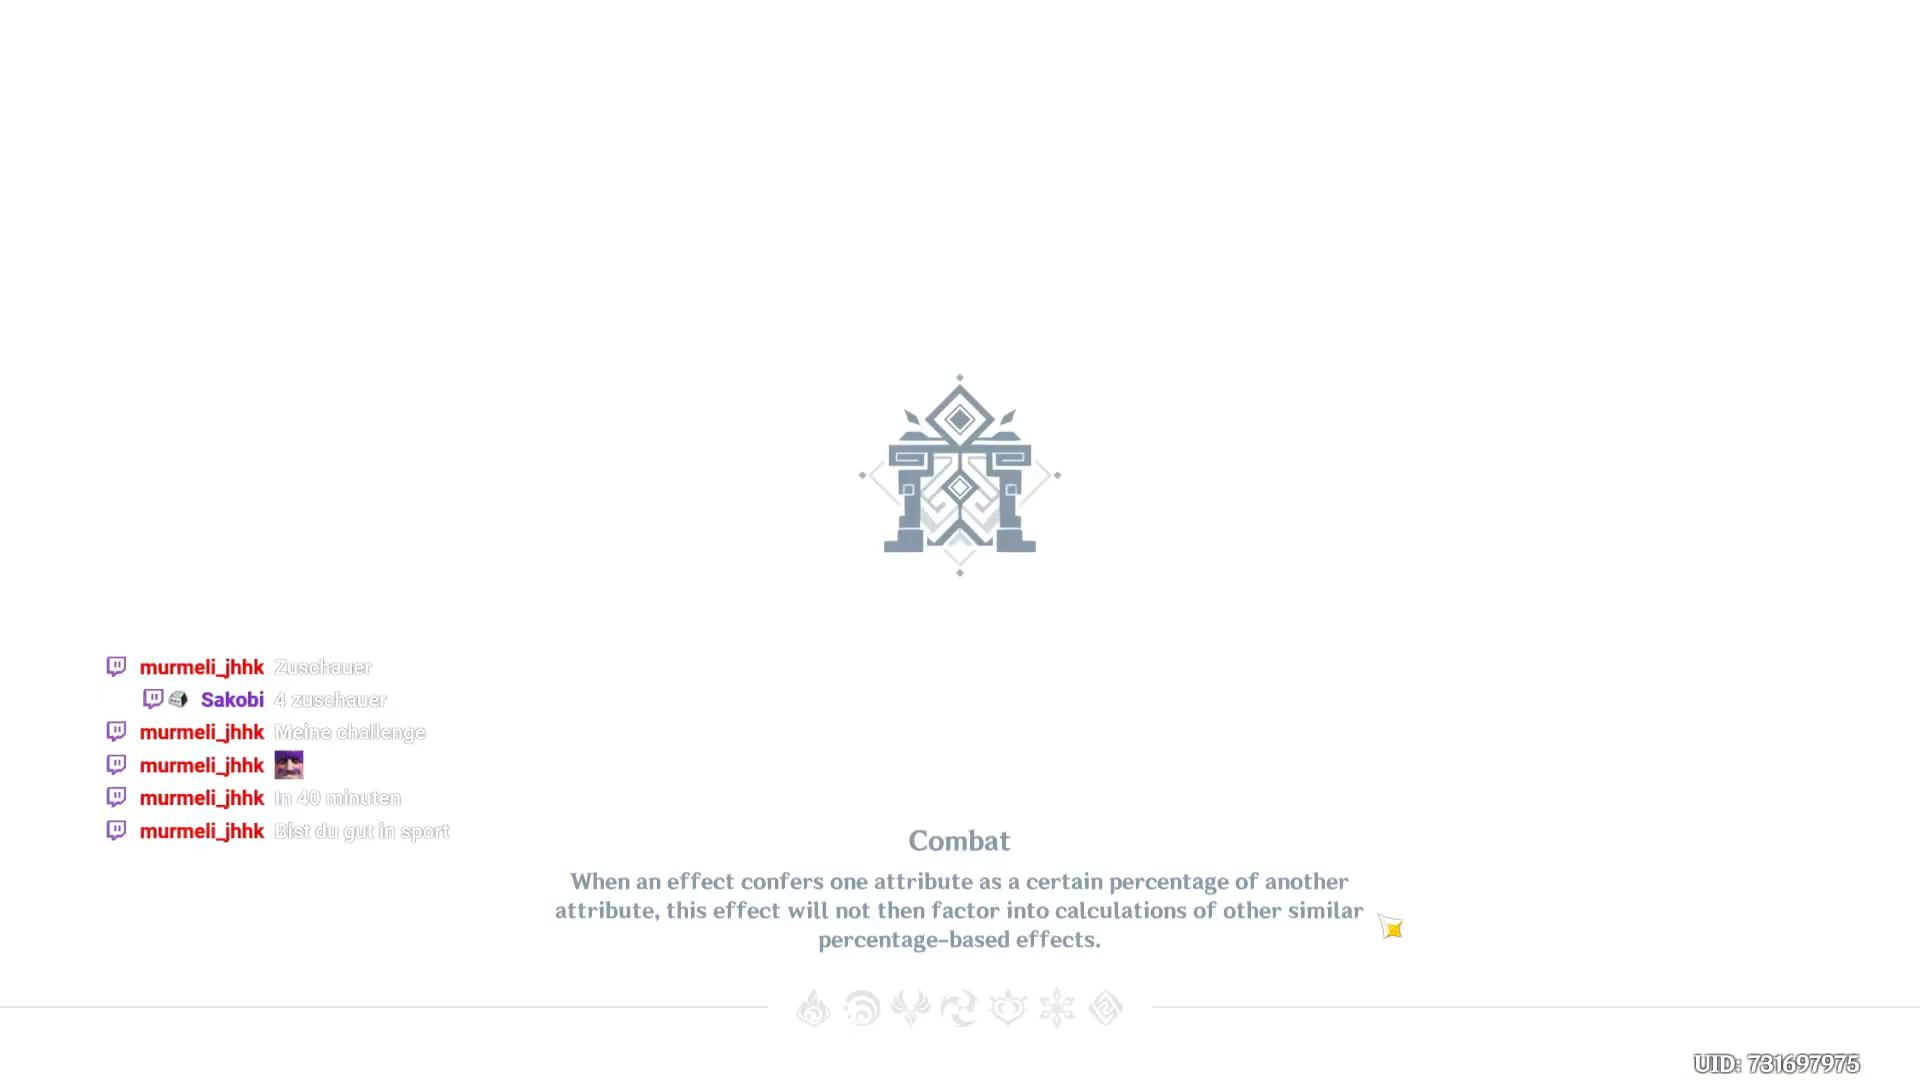 murmeli_jhhk Zuschauer
Sakobi 4 zuschauer
murmeli_jhhk Meine challenge
murmeli_jhhk
murmeli_jhhk In 40 minuten
murmeli_jhhk Bist du gut in sport
Combat
When an effect confers one attribute as a certain percentage of another
attribute, this effect will not then factor into calculations of other similar
percentage-based effects.
UID: 731697975